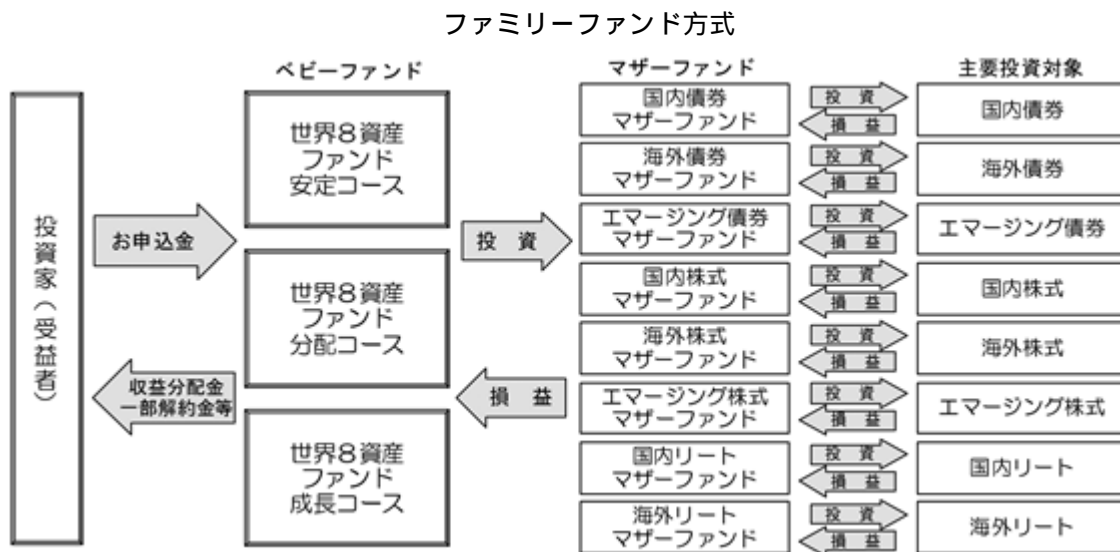 ファミリーファンド方式
ベビーファンド
マザーファンド
主要投資対象
投資家（受益者）
お申込金
収益分配金
一部解約金等
世界8資産
ファンド
安定コース
世界8資産
ファンド
分配コース
世界8資産
ファンド
成長コース
投 資
損 益
国内債券
マザーファンド
投 資
損 益
国内債券
海外債券
マザーファンド
投 資
損 益
海外債券
エマージング債券
マザーファンド
投 資
損 益
エマージング債券
国内株式
マザーファンド
投 資
損 益
国内株式
海外株式
マザーファンド
投 資
損 益
海外株式
エマージング株式
マザーファンド
投 資
損 益
エマージング株式
国内リート
マザーファンド
投 資
損 益
国内リート
海外リート
マザーファンド
投 資
損 益
海外リート